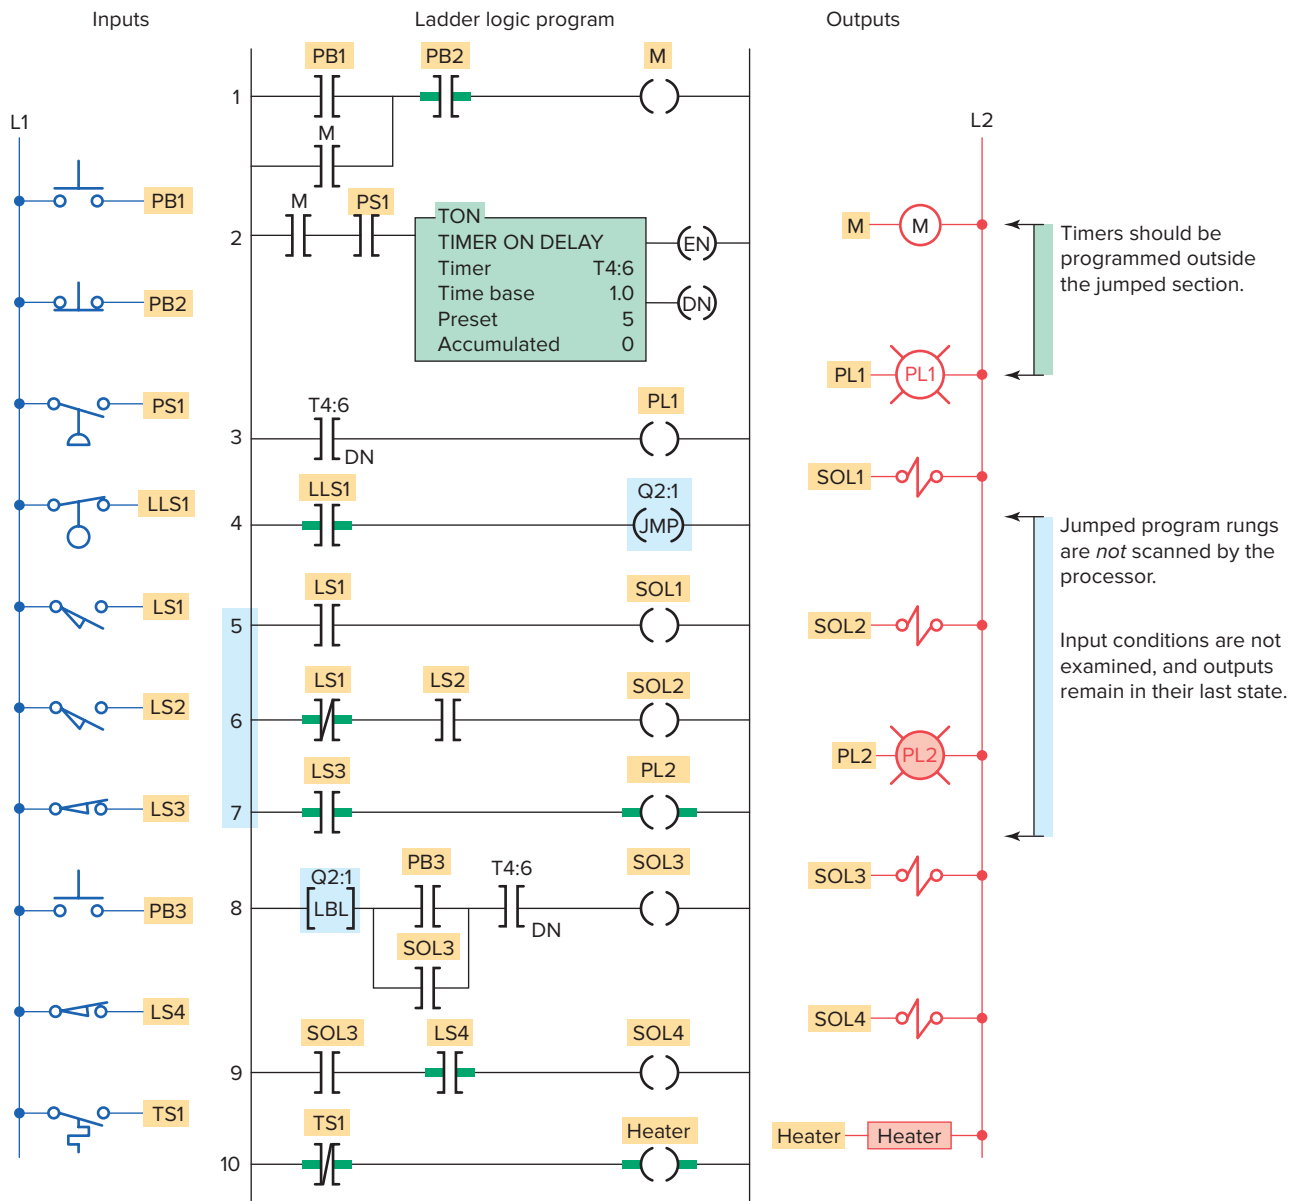 Inputs
Ladder logic program
Outputs
L1
PB1
PB2
PS1
LLS1
LS1
LS2
LS3
PB3
LS4
TS1
PB1 PB2 M
1
M
M PS1
2
TON
TIMER ON DELAY
Timer T4:6
Time base 1.0
Preset 5
Accumulated 0
EN
DN
T4:6 PL1
3
DN
LLS1 Q2:1
4 JMP
LS1 SOL1
5
LS1 LS2 SOL2
6
LS3 PL2
7
Q2:1 PB3 T4:6 SOL3
8 LBL
DN
SOL3
SOL3 LS4 SOL4
9
TS1 Heater
10
L2
M M
PL1 PL1
SOL1
SOL2
PL2 PL2
SOL3
SOL4
Heater Heater
Timers should be
programmed outside
the jumped section.
Jumped program rungs
are not scanned by the
processor.
Input conditions are not
examined, and outputs
remain in their last state.